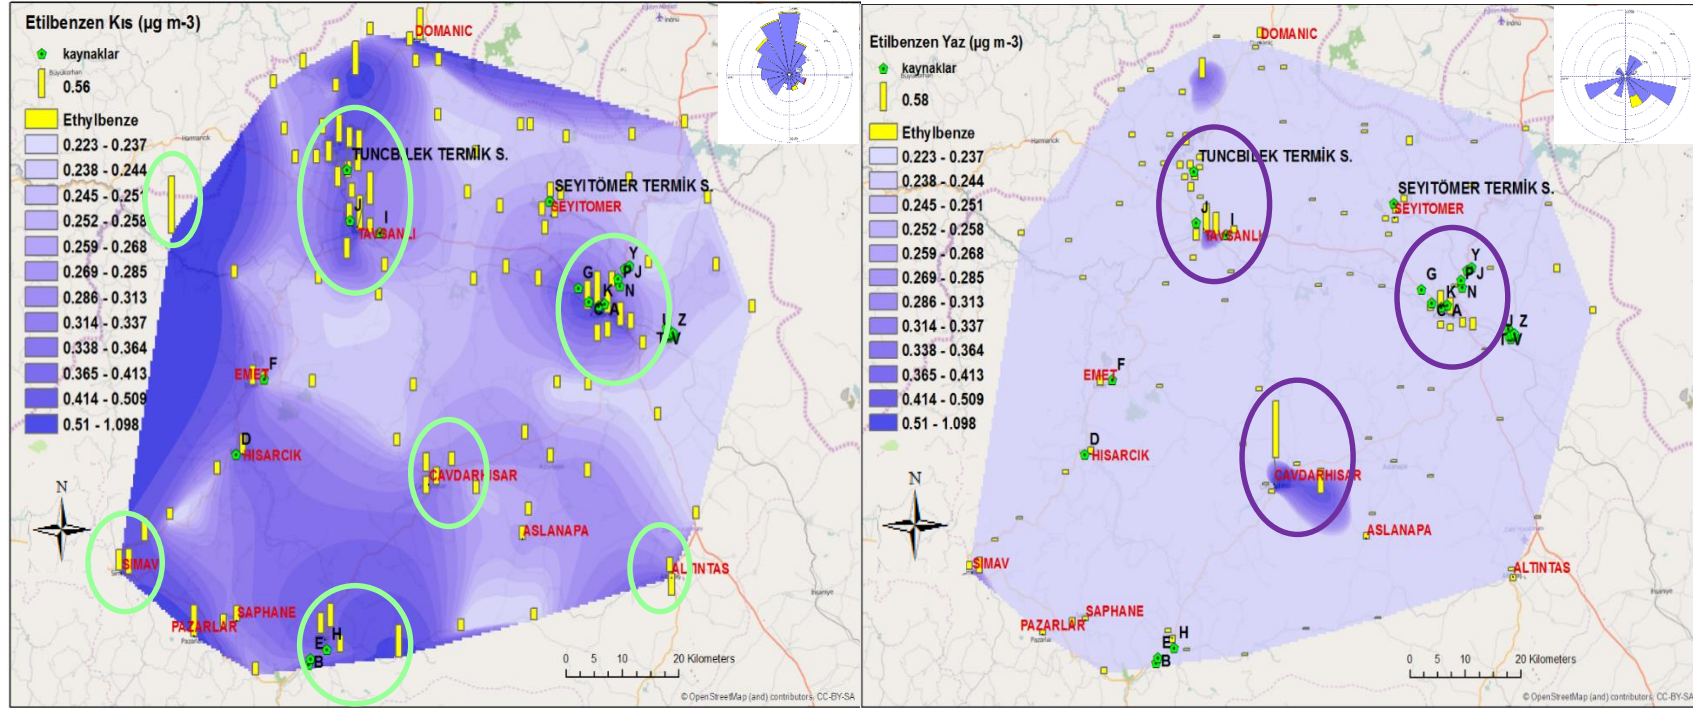 Etilbenzen Kıs (µg m-3)
kaynaklar
0.56
Ethylbenze
0.223 - 0.237
0.238 - 0.244
0.245 - 0.251
0.252 - 0.258
0.259 - 0.268
0.269 - 0.285
0.286 - 0.313
0.314 - 0.337
0.338 - 0.364
0.365 - 0.413
0.414 - 0.509
0.51 - 1.098
DOMANIC
TUNCBILEK TERMİK S.
SEYITÖMER TERMİK S.
SEYITOMER
J
I
TAVSANLI
Y
G
P J
K N
C A
Z
V
F
EMET
D
HISARCIK
CAVDARHISAR
ASLANAPA
N
SIMAV
ALTINTAS
SAPHANE
PAZARLAR
E H
B
0 5 10 20 Kilometers
© OpenStreetMap (and) contributors, CC-BY-SA
Etilbenzen Yaz (µg m-3)
kaynaklar
0.58
Ethylbenze
0.223 - 0.237
0.238 - 0.244
0.245 - 0.251
0.252 - 0.258
0.259 - 0.268
0.269 - 0.285
0.286 - 0.313
0.314 - 0.337
0.338 - 0.364
0.365 - 0.413
0.414 - 0.509
0.51 - 1.098
DOMANIC
TUNCBILEK TERMİK S.
SEYITÖMER TERMİK S.
SEYITOMER
J
I
TAVSANLI
Y
G
P J
K N
C A
Z
V
F
EMET
D
HISARCIK
CAVDARHISAR
ASLANAPA
N
SIMAV
ALTINTAS
SAPHANE
PAZARLAR
E H
B
0 5 10 20 Kilometers
© OpenStreetMap (and) contributors, CC-BY-SA